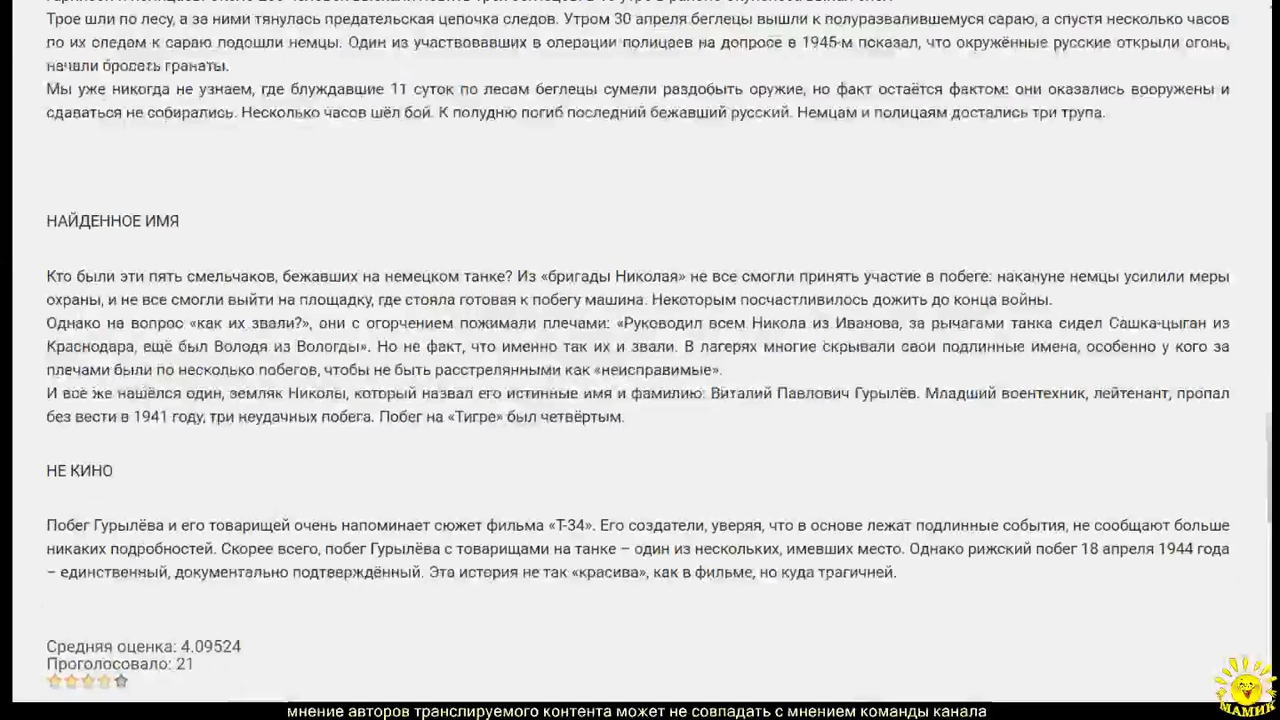 Трое шли по лесу, а за ними тянулась предательская цепочка следов. Утром 30 апреля беглецы вышли к полуразвалившемуся сараю, а спустя несколько часов
по их следам к сараю подошли немцы. Один из участвовавших в операции полицаев на допросе в 1945-м показал, что окружённые русские открыли огонь,
начали бросать гранаты.
Мы уже никогда не узнаем, где блуждавшие 11 суток по лесам беглецы сумели раздобыть оружие, но факт остаётся фактом: они оказались вооружены и
сдаваться не собирались. Несколько часов шёл бой. К полудню погиб последний бежавший русский. Немцам и полицаям достались три трупа.
НАЙДЕННОЕ ИМЯ
Кто были эти пять смельчаков, бежавших на немецком танке? Из «бригады Николая» не все смогли принять участие в побеге: накануне немцы усилили меры
охраны, и не все смогли выйти на площадку, где стояла готовая к побегу машина. Некоторым посчастливилось дожить до конца войны.
Однако на вопрос «как их звали?», они с огорчением пожимали плечами: «Руководил всем Никола из Иванова, за рычагами танка сидел Сашка-цыган из
Краснодара, ещё был Володя из Вологды». Но не факт, что именно так их и звали. В лагерях многие скрывали свои подлинные имена, особенно у кого за
плечами были по несколько побегов, чтобы не быть расстрелянными как «неисправимые».
И всё же нашёлся один, земляк Николы, который назвал его истинные имя и фамилию: Виталий Павлович Гурылёв. Младший воентехник, лейтенант, пропал
без вести в 1941 году, три неудачных побега. Побег на «Тигре» был четвёртым.
НЕ КИНО
Побег Гурылёва и его товарищей очень напоминает сюжет фильма «Т-34». Его создатели, уверяя, что в основе лежат подлинные события, не сообщают больше
никаких подробностей. Скорее всего, побег Гурылёва с товарищами на танке – один из нескольких, имевших место. Однако рижский побег 18 апреля 1944 года
– единственный, документально подтверждённый. Эта история не так «красива», как в фильме, но куда трагичней.
Средняя оценка: 4.09524
Проголосовало: 21
МАМИК
мнение авторов транслируемого контента может не совпадать с мнением команды канала